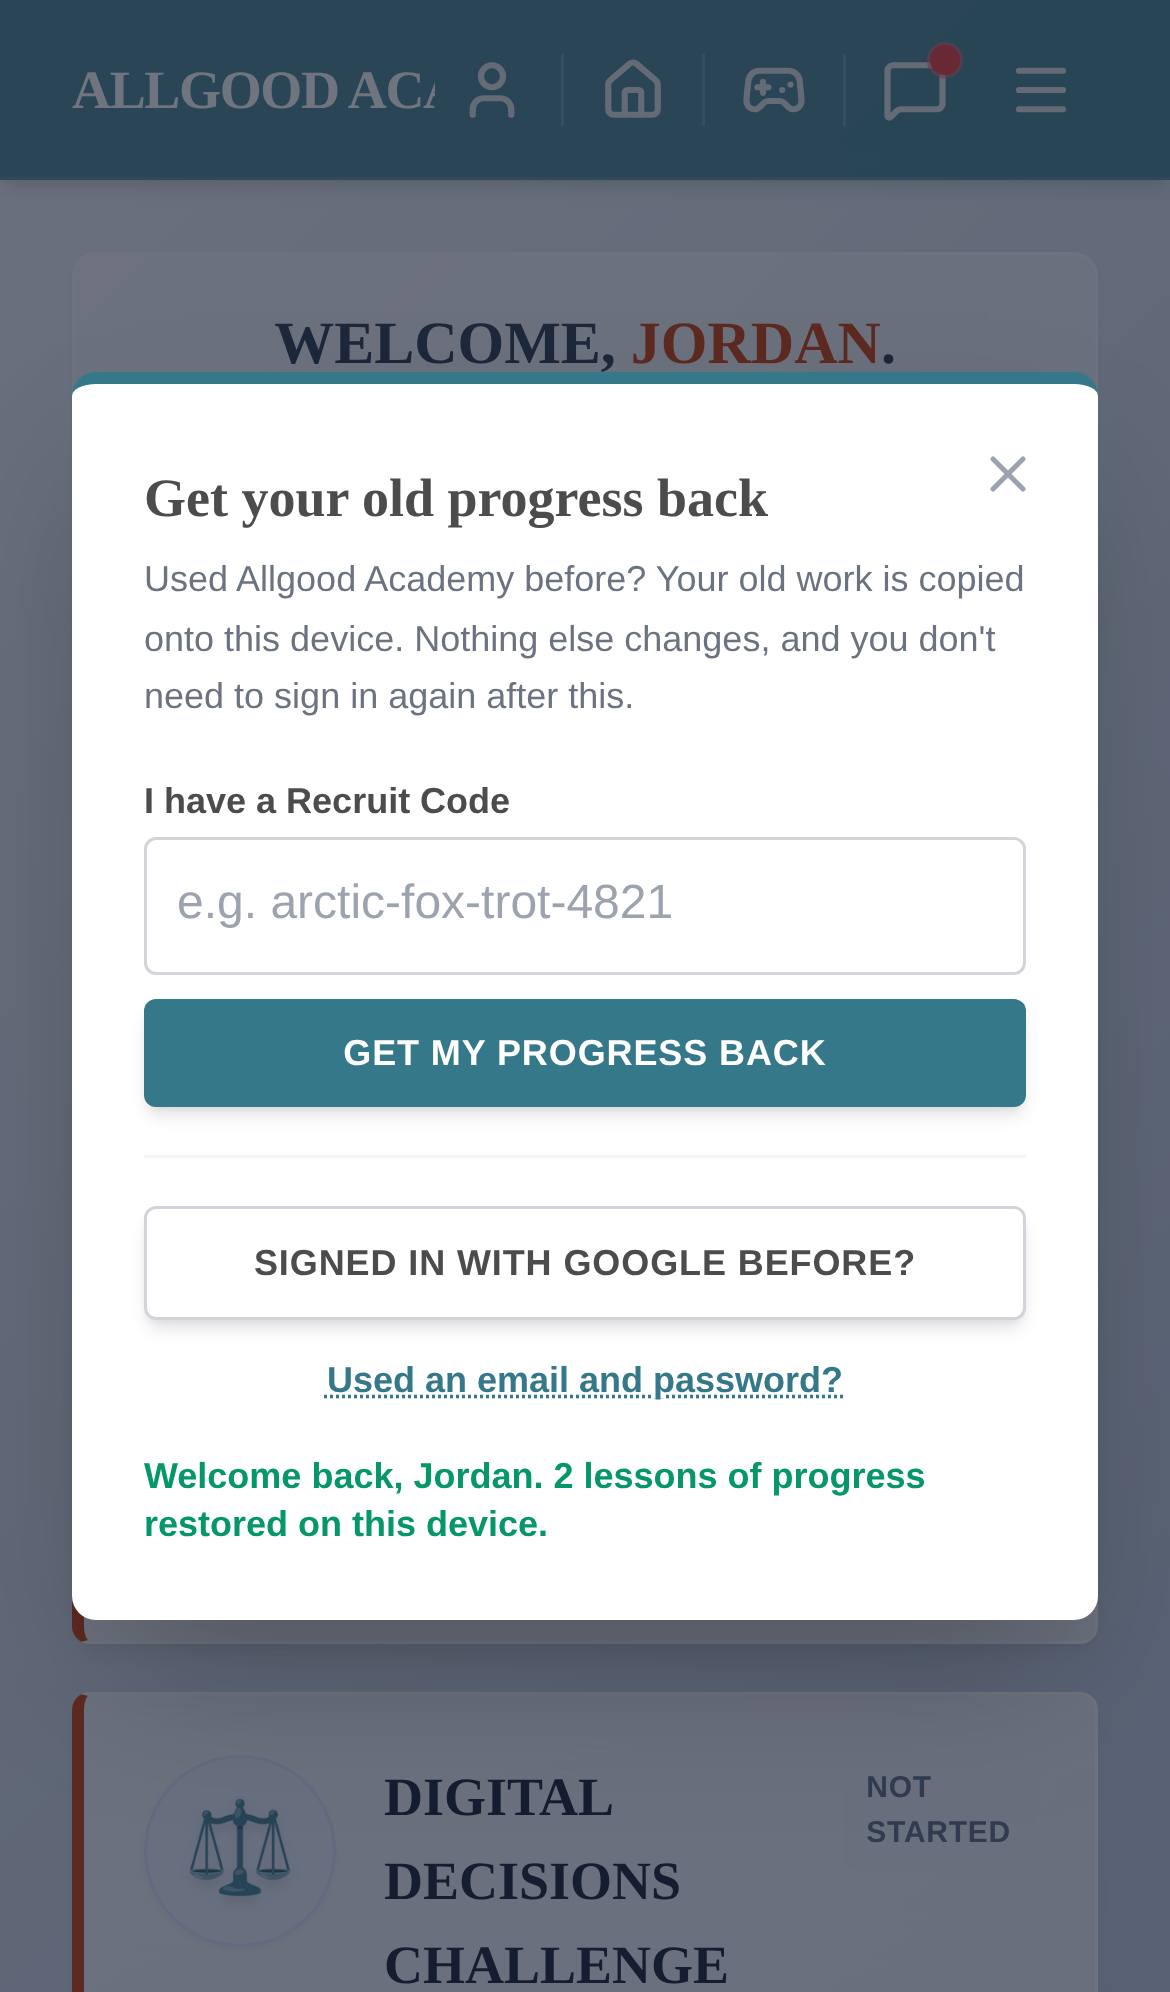 ALLGOOD ACA
WELCOME, JORDAN.
Get your old progress back
Used Allgood Academy before? Your old work is copied
onto this device. Nothing else changes, and you don't
need to sign in again after this.
I have a Recruit Code
e.g. arctic-fox-trot-4821
GET MY PROGRESS BACK
SIGNED IN WITH GOOGLE BEFORE?
Used an email and password?
Welcome back, Jordan. 2 lessons of progress
restored on this device.
DIGITAL
DECISIONS
CHALLENGE
NOT
STARTED